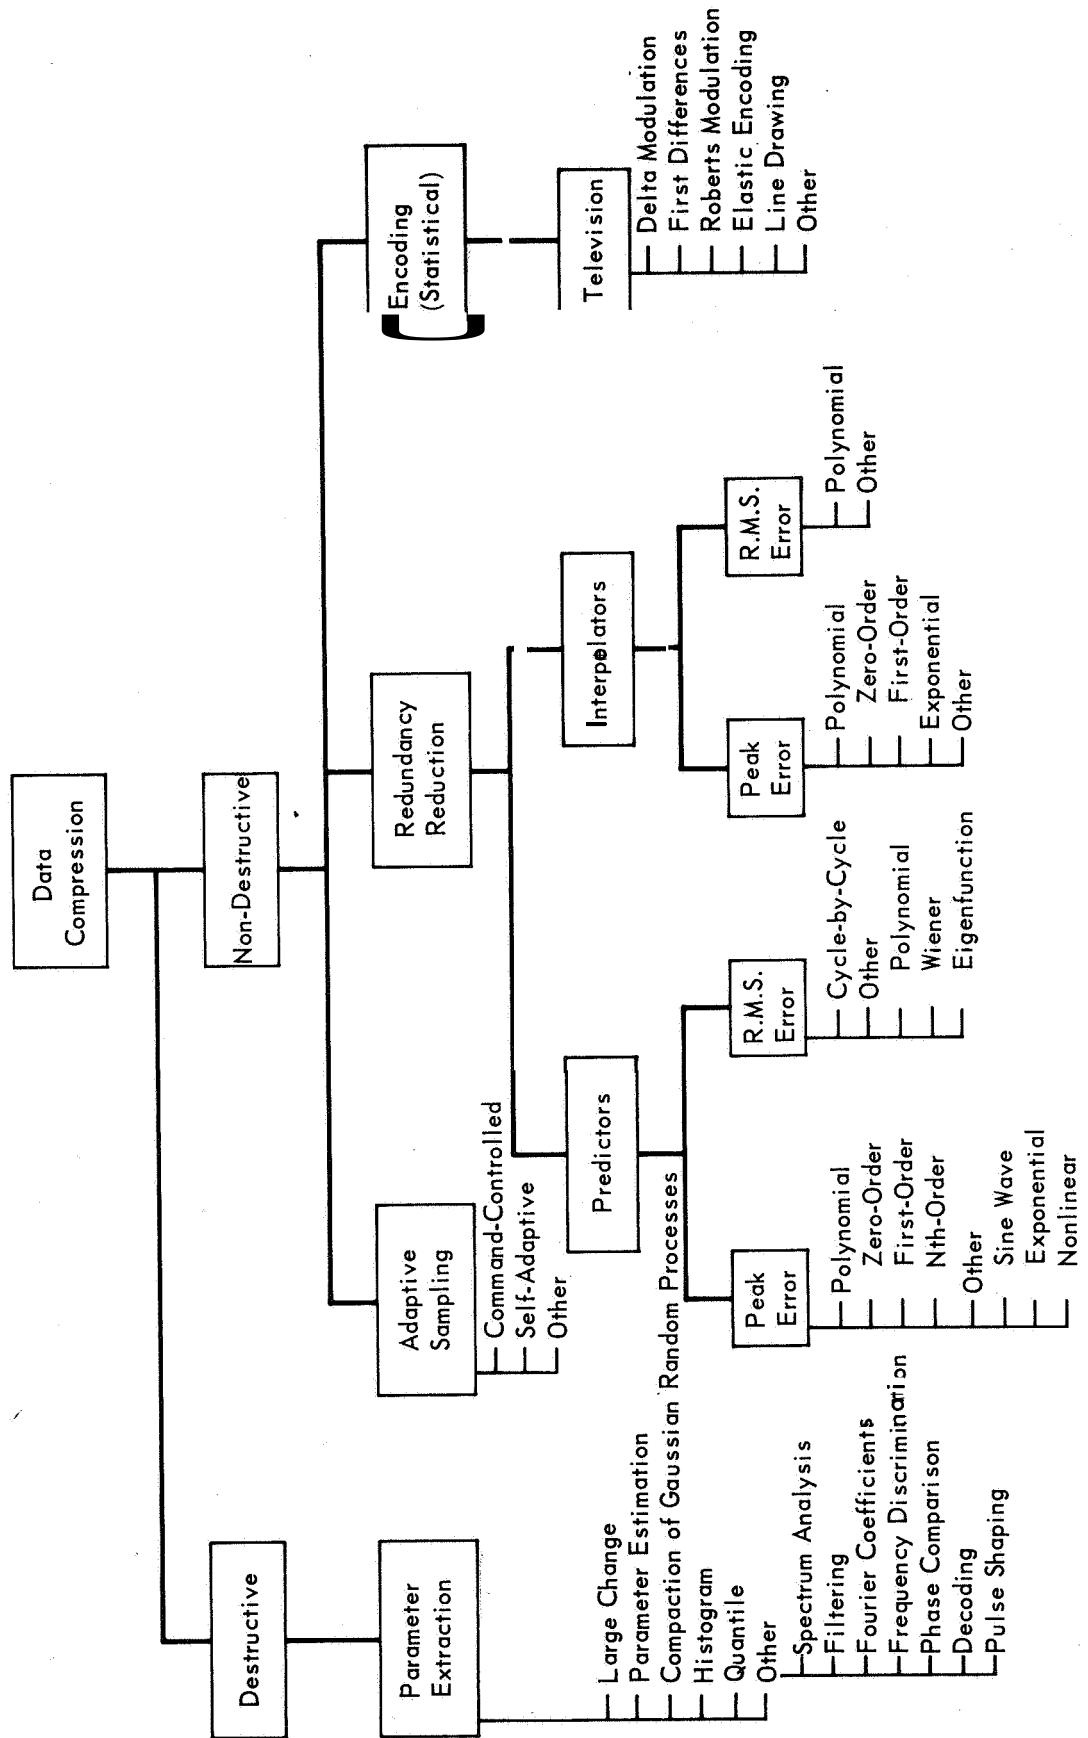 Data
Compression
Destructive
Non-Destructive
Parameter
Extraction
Adaptive
Sampling
Redundancy
Reduction
Encoding
(Statistical)
Large Change
Parameter Estimation
Compaction of Gaussian Random Processes
Histogram
Quantile
Other
Spectrum Analysis
Filtering
Fourier Coefficients
Frequency Discrimination
Phase Comparison
Decoding
Pulse Shaping
Command-Controlled
Self-Adaptive
Other
Predictors
Interpolators
Television
Peak
Error
Polynomial
Zero-Order
First-Order
Nth-Order
Other
Sine Wave
Exponential
Nonlinear
R.M.S.
Error
Cycle-by-Cycle
Other
Polynomial
Wiener
Eigenfunction
Peak
Error
Polynomial
Zero-Order
First-Order
Exponential
Other
R.M.S.
Error
Polynomial
Other
Delta Modulation
First Differences
Roberts Modulation
Elastic Encoding
Line Drawing
Other